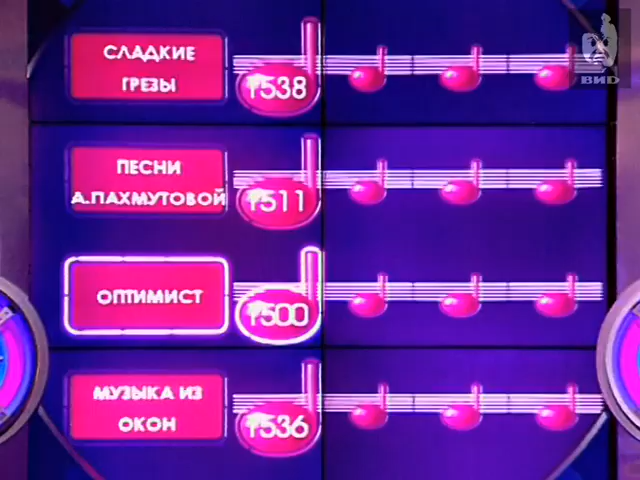 СЛАДКИЕ
ГРЕЗЫ
1538
ПЕСНИ
А.ПАХМУТОВОЙ
1511
ОПТИМИСТ
1500
МУЗЫКА ИЗ
ОКОН
1536
ВИD